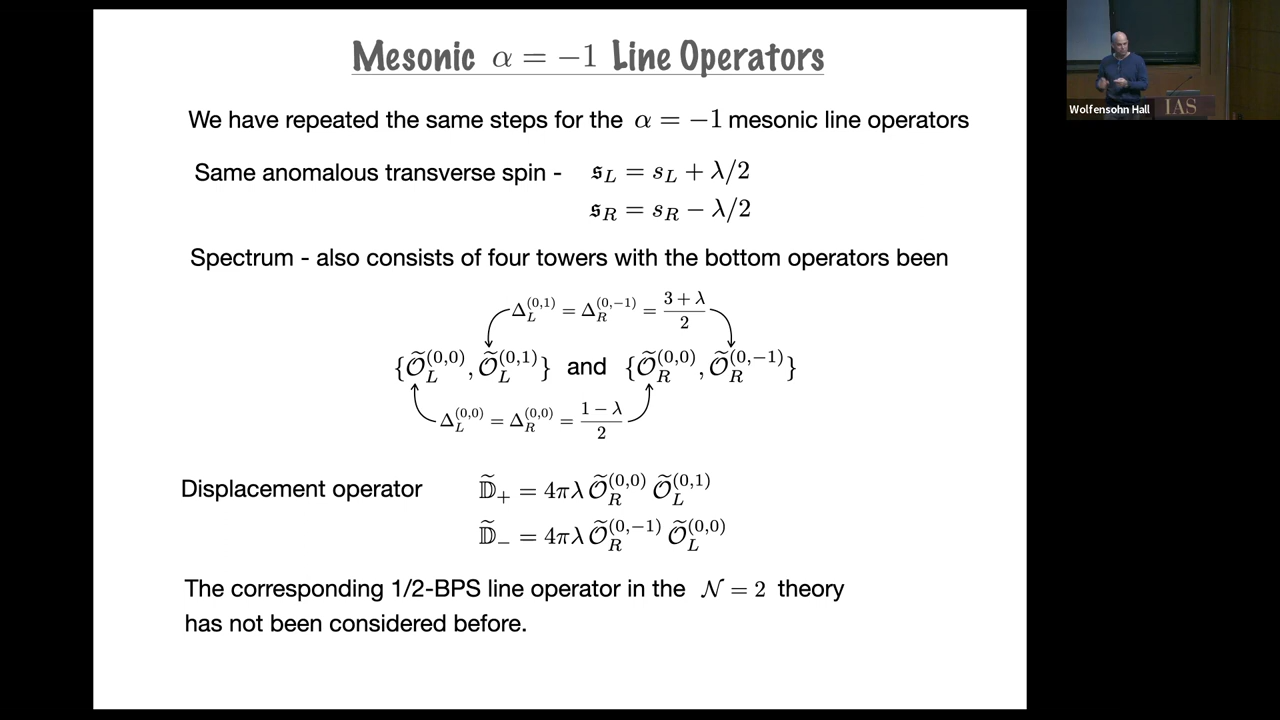 Mesonic α = −1 Line Operators
We have repeated the same steps for the α = −1 mesonic line operators
Same anomalous transverse spin - 𝔰_L = s_L + λ/2
𝔰_R = s_R − λ/2
Spectrum - also consists of four towers with the bottom operators been
Δ_L^{(0,1)} = Δ_R^{(0,−1)} = \frac{3 + λ}{2}
{Õ_L^{(0,0)}, Õ_L^{(0,1)}} and {Õ_R^{(0,0)}, Õ_R^{(0,−1)}}
Δ_L^{(0,0)} = Δ_R^{(0,0)} = \frac{1 − λ}{2}
Displacement operator 𝔻̃_+ = 4πλ Õ_R^{(0,0)} Õ_L^{(0,1)}
𝔻̃_− = 4πλ Õ_R^{(0,−1)} Õ_L^{(0,0)}
The corresponding 1/2-BPS line operator in the 𝒩 = 2 theory
has not been considered before.
Wolfensohn Hall
IAS